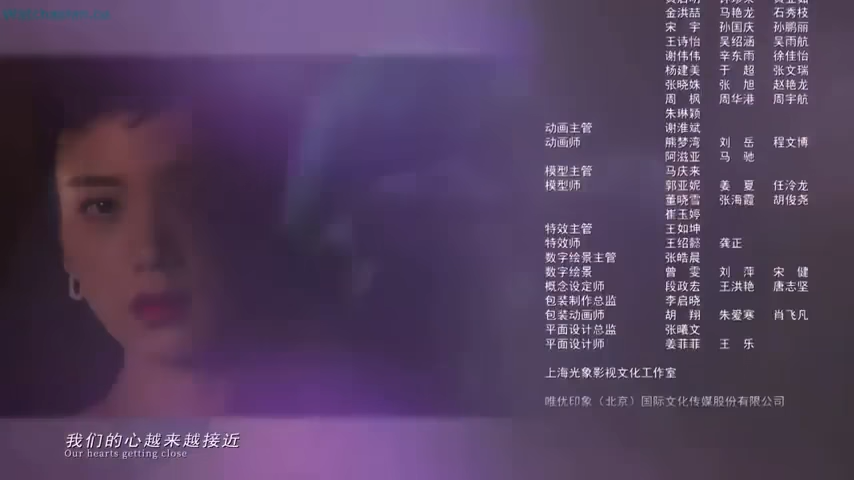 金洪喆 马艳龙 石秀枝
宋 宇 孙国庆 孙鹏丽
王诗怡 吴绍涵 吴雨航
谢伟伟 辛东雨 徐佳怡
杨建美 于 超 张文瑞
张晓姝 张 旭 赵艳龙
周 枫 周华港 周宇航
朱琳颖
动画主管 谢淮斌
动画师 熊梦湾 刘 岳 程文博
阿滋亚 马 驰
模型主管 马庆来
模型师 郭亚妮 姜 夏 任泠龙
董晓雪 张海霞 胡俊尧
崔玉婷
特效主管 王如坤
特效师 王绍懿 龚正
数字绘景主管 张皓晨
数字绘景 曾 雯 刘 萍 宋 健
概念设定师 段政宏 王洪艳 唐志坚
包装制作总监 李启晓
包装动画师 胡 翔 朱爱寒 肖飞凡
平面设计总监 张曦文
平面设计师 姜菲菲 王 乐
上海光象影视文化工作室
唯优印象（北京）国际文化传媒股份有限公司
我们的心越来越接近
Our hearts getting close